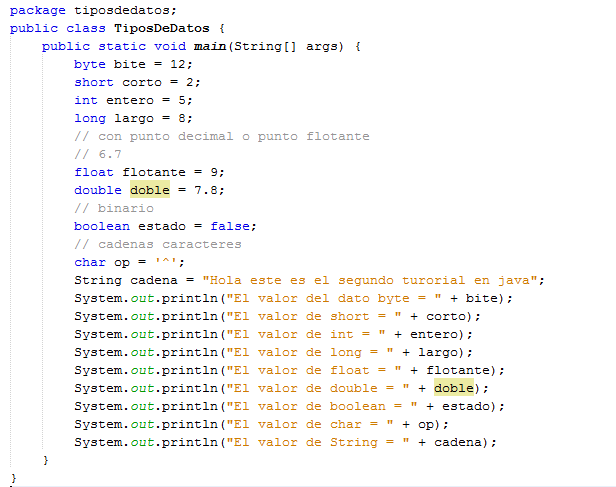 package tiposdedatos;
public class TiposDeDatos {
    public static void main(String[] args) {
        byte bite = 12;
        short corto = 2;
        int entero = 5;
        long largo = 8;
        // con punto decimal o punto flotante
        // 6.7
        float flotante = 9;
        double doble = 7.8;
        // binario
        boolean estado = false;
        // cadenas caracteres
        char op = '^';
        String cadena = "Hola este es el segundo turorial en java";
        System.out.println("El valor del dato byte = " + bite);
        System.out.println("El valor de short = " + corto);
        System.out.println("El valor de int = " + entero);
        System.out.println("El valor de long = " + largo);
        System.out.println("El valor de float = " + flotante);
        System.out.println("El valor de double = " + doble);
        System.out.println("El valor de boolean = " + estado);
        System.out.println("El valor de char = " + op);
        System.out.println("El valor de String = " + cadena);
    }
}